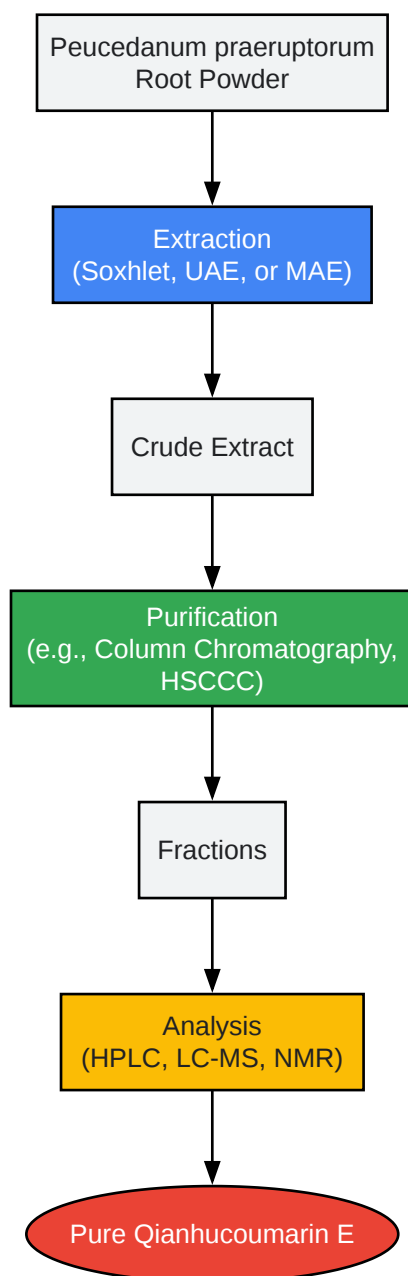 Peucedanum praeruptorum
Root Powder
Extraction
(Soxhlet, UAE, or MAE)
Crude Extract
Purification
(e.g., Column Chromatography,
HSCCC)
Fractions
Analysis
(HPLC, LC-MS, NMR)
Pure Qianhucoumarin E